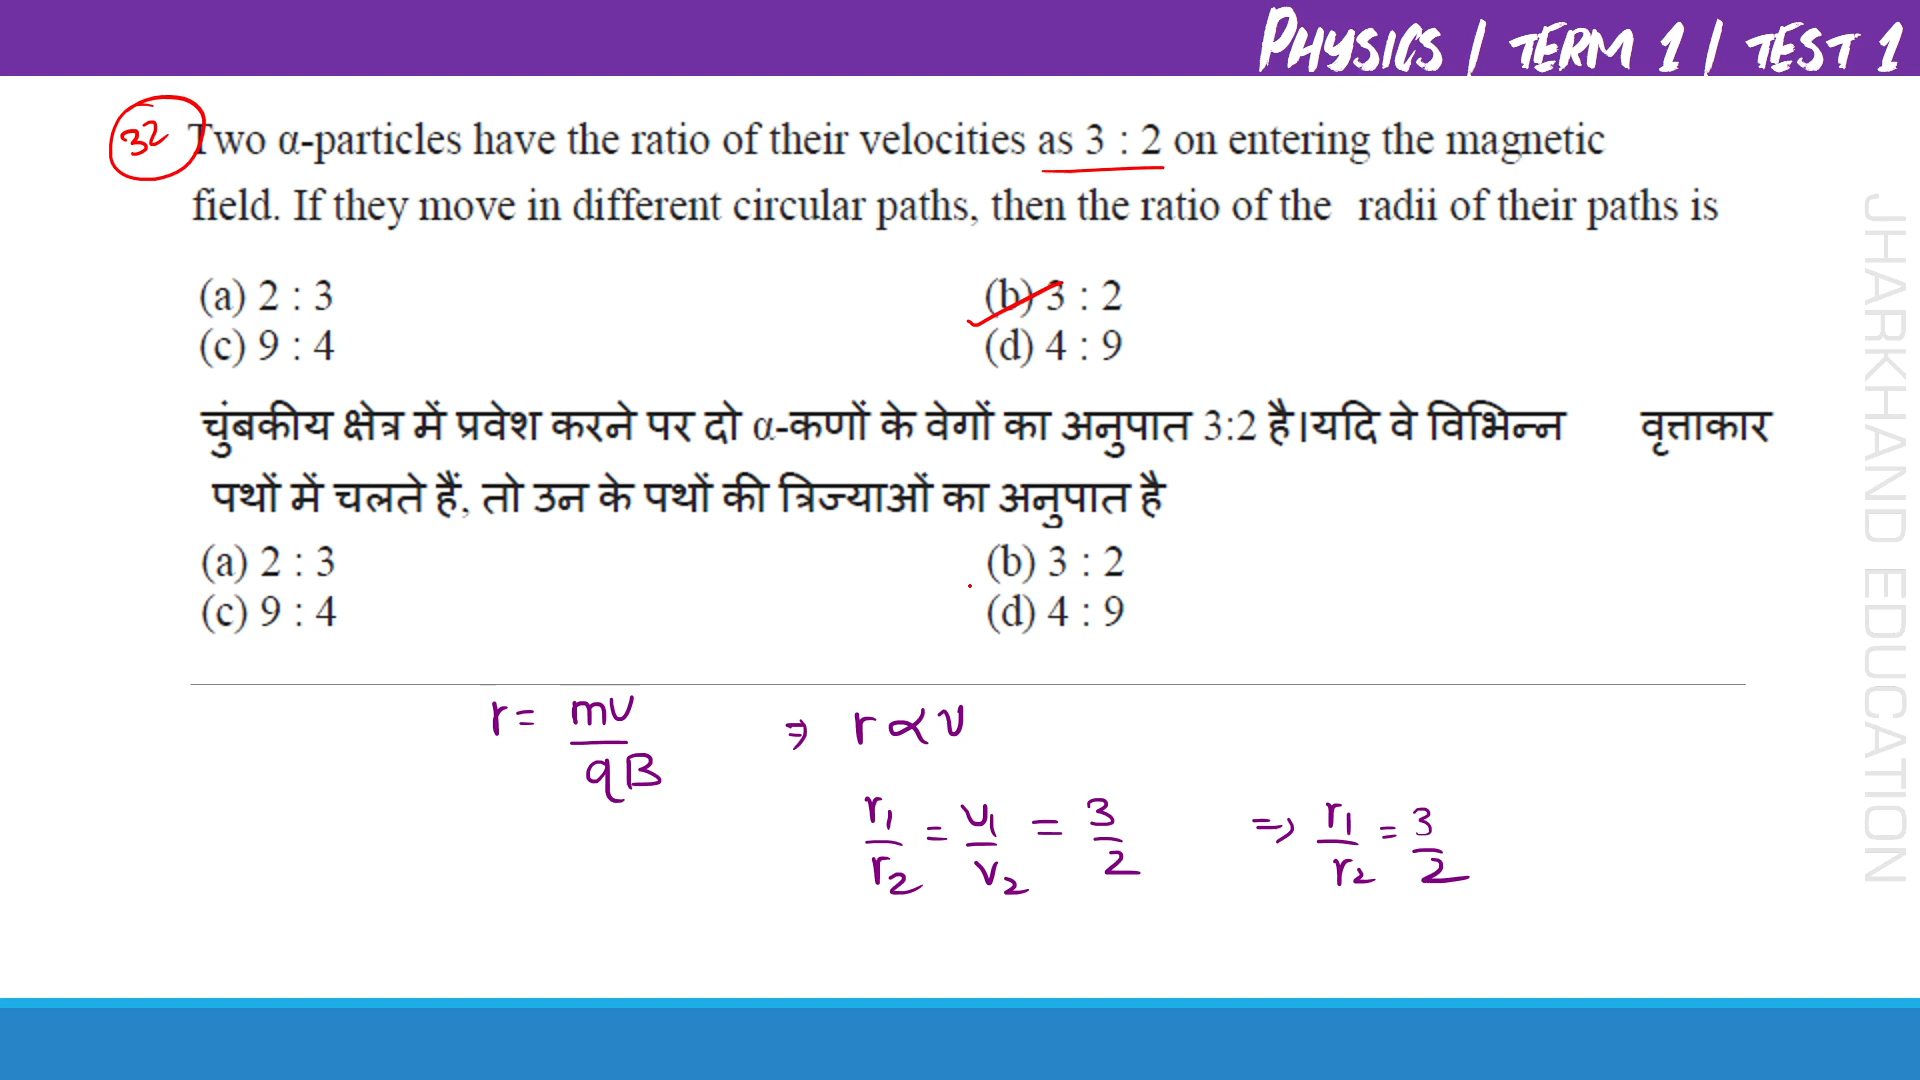 PHYSICS | TERM 1 | TEST 1
32 Two α-particles have the ratio of their velocities as 3 : 2 on entering the magnetic
field. If they move in different circular paths, then the ratio of the radii of their paths is
(a) 2 : 3 (b) 3 : 2
(c) 9 : 4 (d) 4 : 9
चुंबकीय क्षेत्र में प्रवेश करने पर दो α-कणों के वेगों का अनुपात 3:2 है।यदि वे विभिन्न वृत्ताकार
पथों में चलते हैं, तो उन के पथों की त्रिज्याओं का अनुपात है
(a) 2 : 3 (b) 3 : 2
(c) 9 : 4 (d) 4 : 9
r = mv/qB ⇒ r ∝ v
r1/r2 = v1/v2 = 3/2 ⇒ r1/r2 = 3/2
JHARKHAND EDUCATION